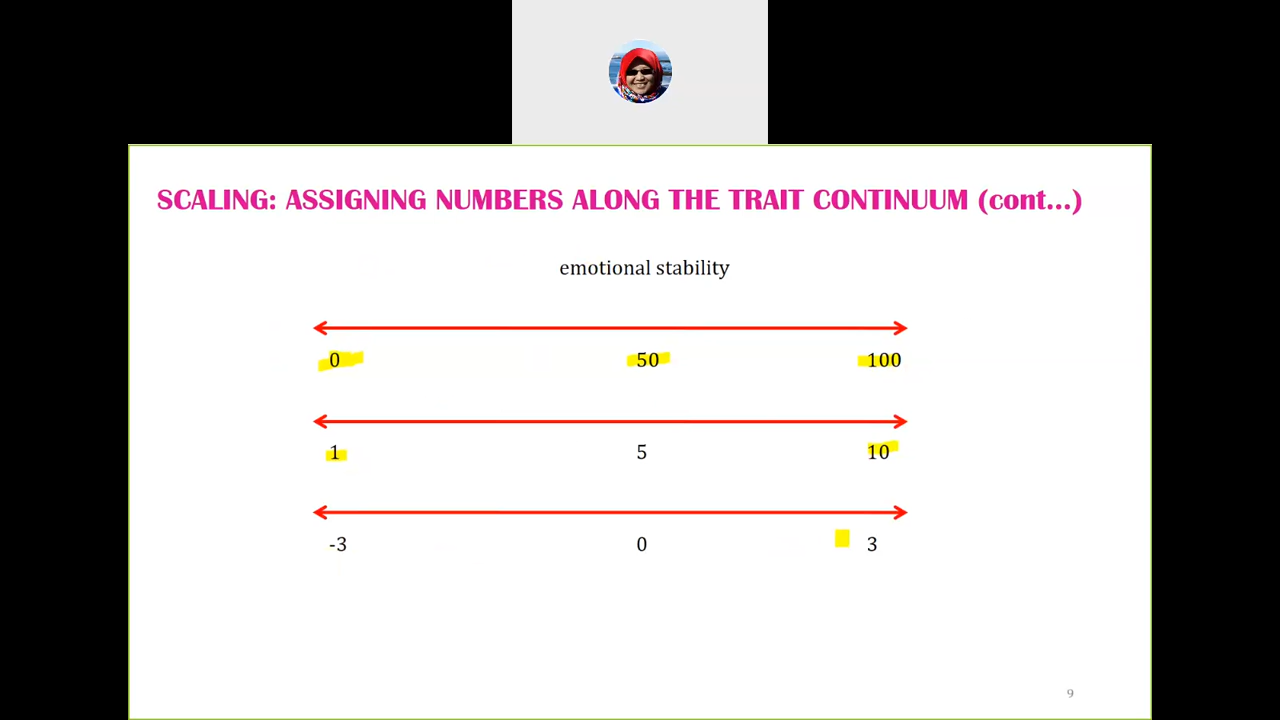 SCALING: ASSIGNING NUMBERS ALONG THE TRAIT CONTINUUM (cont...)
emotional stability
0 50 100
1 5 10
-3 0 3
9